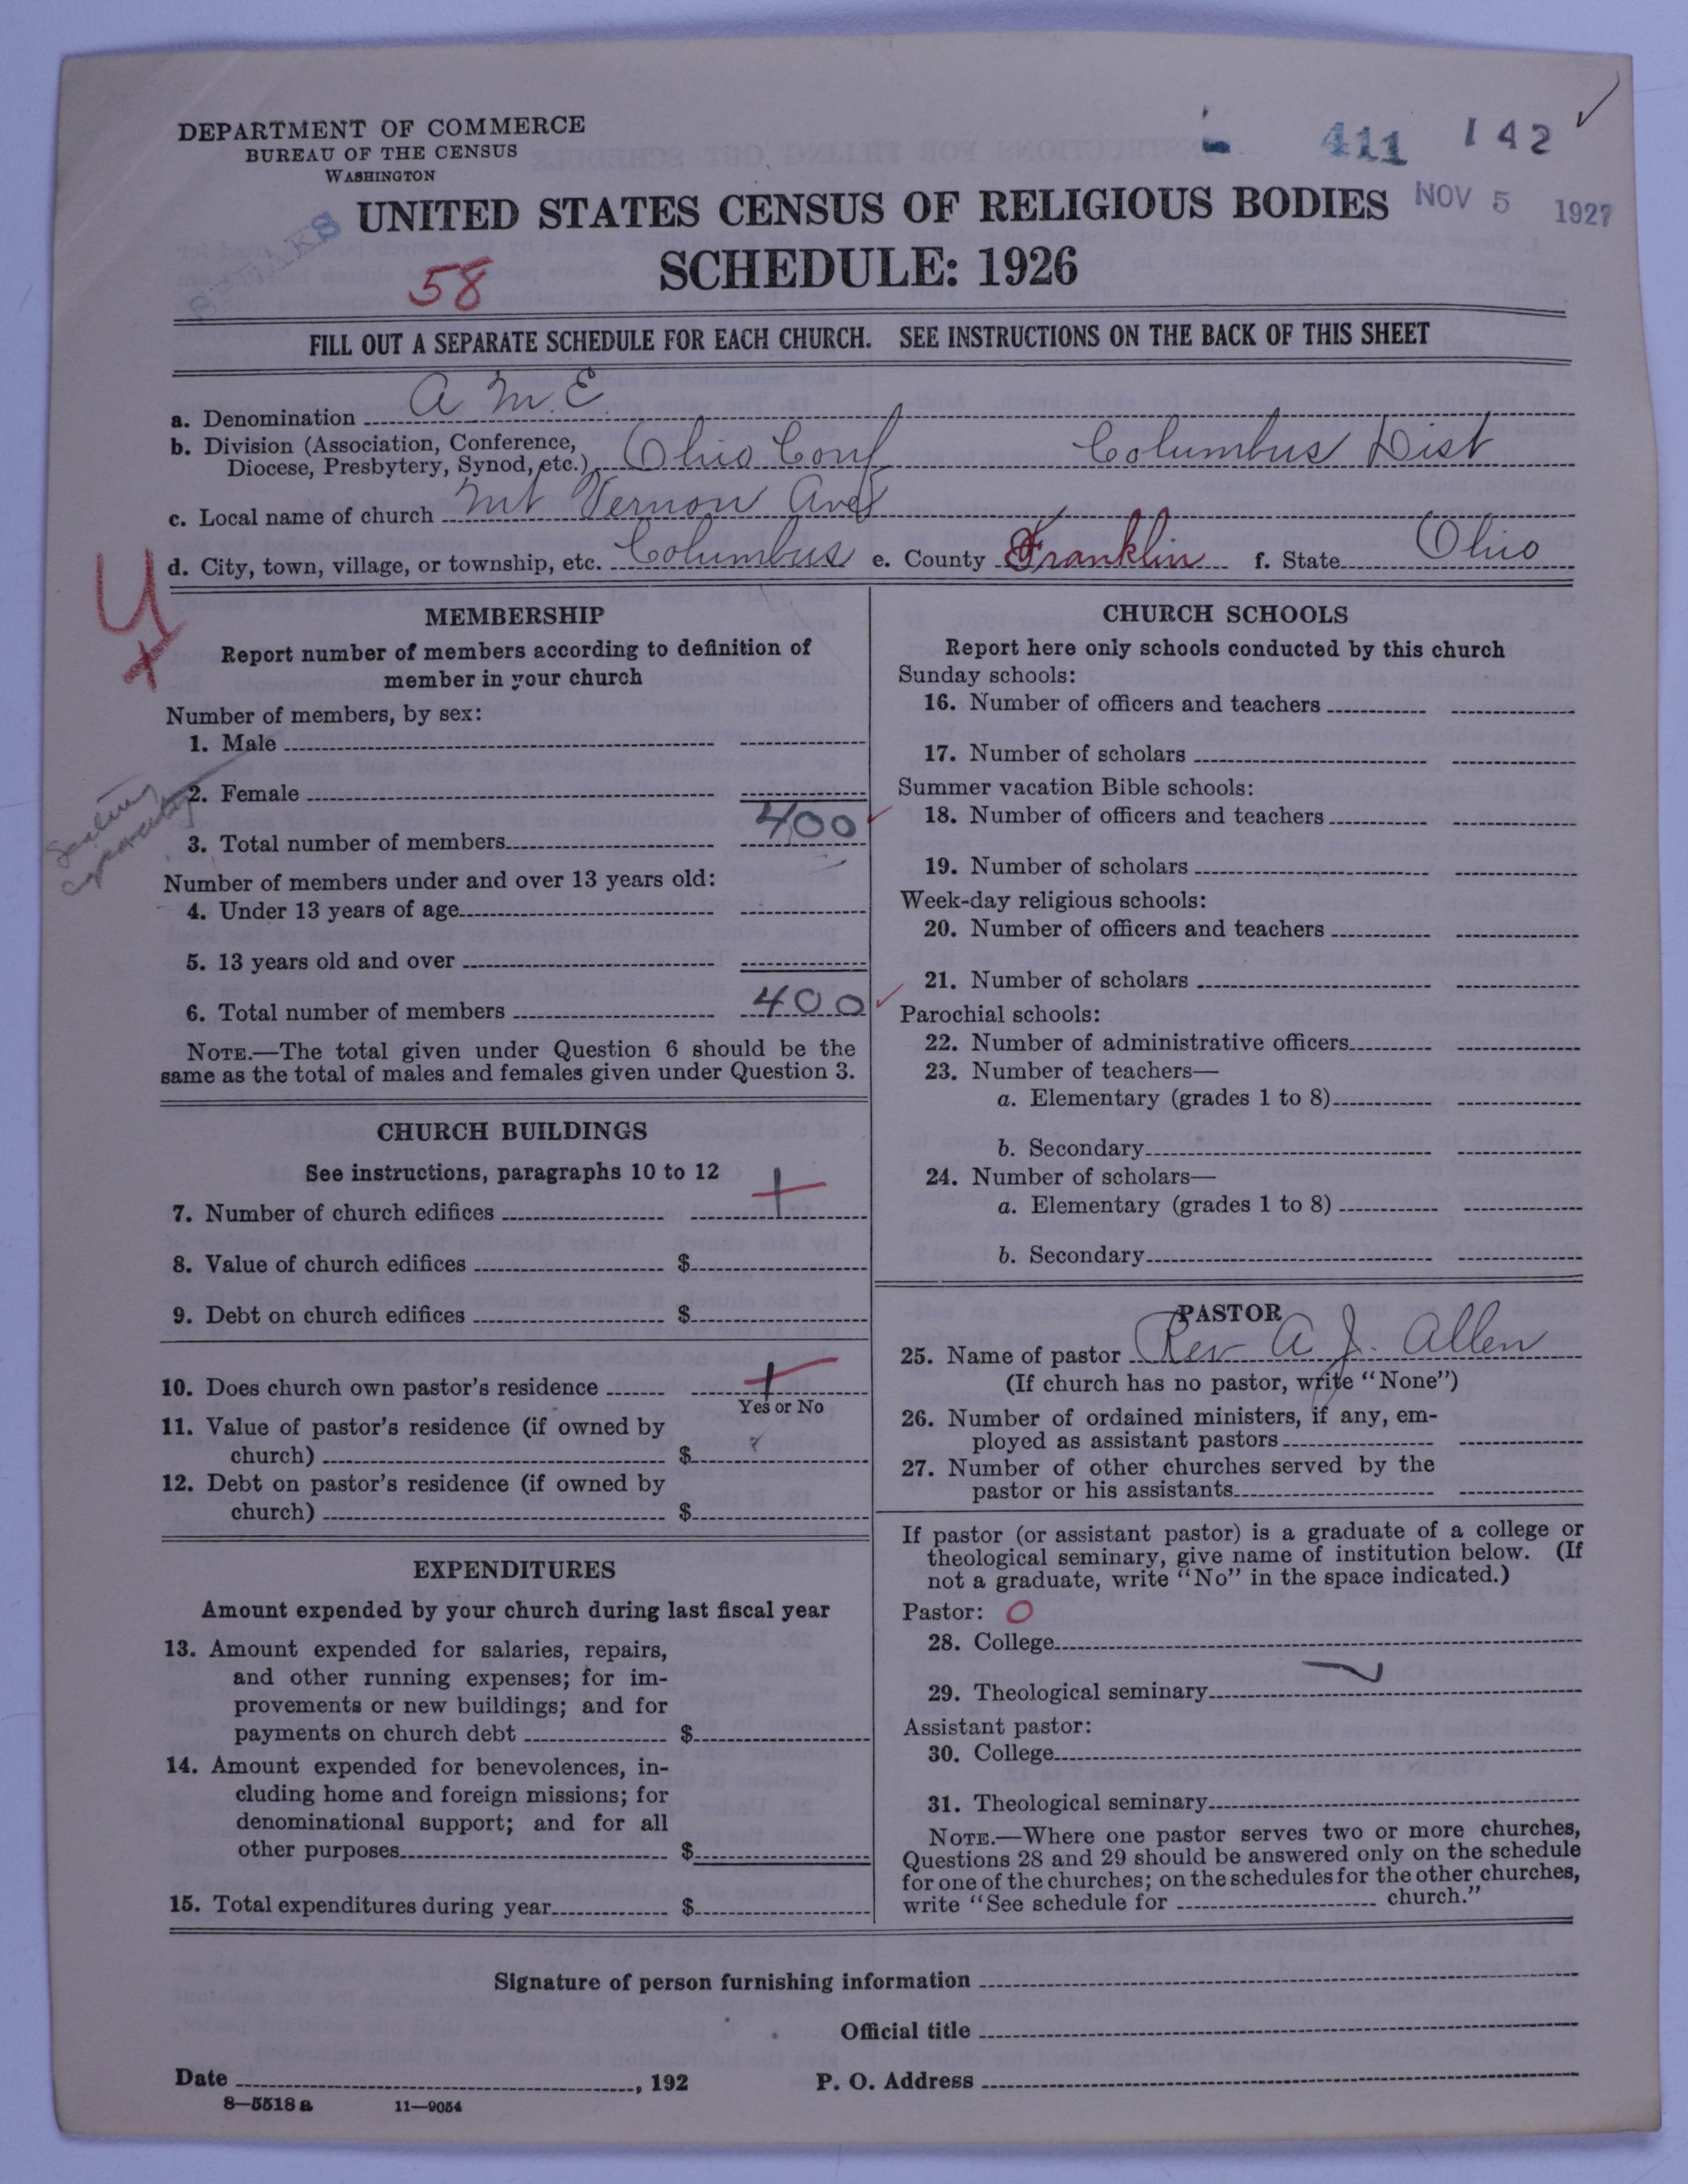 DEPARTMENT OF COMMERCE
BUREAU OF THE CENSUS
WASHINGTON
411 142
NOV 5 1927
UNITED STATES CENSUS OF RELIGIOUS BODIES
58
SCHEDULE: 1926
FILL OUT A SEPARATE SCHEDULE FOR EACH CHURCH. SEE INSTRUCTIONS ON THE BACK OF THIS SHEET
a. Denomination A M. E.
b. Division (Association, Conference,
Diocese, Presbytery, Synod, etc.) Ohio Conf Columbus Dist
c. Local name of church Mt Vernon Ave
d. City, town, village, or township, etc. Columbus e. County Franklin f. State Ohio
MEMBERSHIP
Report number of members according to definition of
member in your church
Number of members, by sex:
1. Male
2. Female
Seating
capacity
3. Total number of members 400
Number of members under and over 13 years old:
4. Under 13 years of age
5. 13 years old and over
6. Total number of members 400
NOTE.—The total given under Question 6 should be the
same as the total of males and females given under Question 3.
CHURCH BUILDINGS
See instructions, paragraphs 10 to 12
7. Number of church edifices
8. Value of church edifices $
9. Debt on church edifices $
10. Does church own pastor's residence
Yes or No
11. Value of pastor's residence (if owned by
church) $
12. Debt on pastor's residence (if owned by
church) $
EXPENDITURES
Amount expended by your church during last fiscal year
13. Amount expended for salaries, repairs,
and other running expenses; for im-
provements or new buildings; and for
payments on church debt $
14. Amount expended for benevolences, in-
cluding home and foreign missions; for
denominational support; and for all
other purposes $
15. Total expenditures during year $
CHURCH SCHOOLS
Report here only schools conducted by this church
Sunday schools:
16. Number of officers and teachers
17. Number of scholars
Summer vacation Bible schools:
18. Number of officers and teachers
19. Number of scholars
Week-day religious schools:
20. Number of officers and teachers
21. Number of scholars
Parochial schools:
22. Number of administrative officers
23. Number of teachers—
a. Elementary (grades 1 to 8)
b. Secondary
24. Number of scholars—
a. Elementary (grades 1 to 8)
b. Secondary
PASTOR
25. Name of pastor Rev A. J. Allen
(If church has no pastor, write "None")
26. Number of ordained ministers, if any, em-
ployed as assistant pastors
27. Number of other churches served by the
pastor or his assistants
If pastor (or assistant pastor) is a graduate of a college or
theological seminary, give name of institution below. (If
not a graduate, write "No" in the space indicated.)
Pastor: O
28. College
29. Theological seminary
Assistant pastor:
30. College
31. Theological seminary
NOTE.—Where one pastor serves two or more churches,
Questions 28 and 29 should be answered only on the schedule
for one of the churches; on the schedules for the other churches,
write "See schedule for church."
Signature of person furnishing information
Official title
Date , 192 P. O. Address
8—5518 a 11—9054